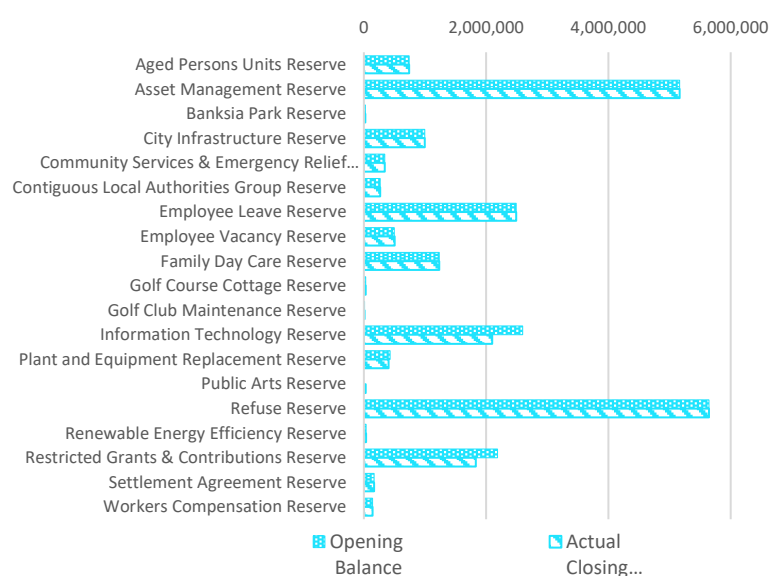 0 2,000,000 4,000,000 6,000,000
Aged Persons Units Reserve
Asset Management Reserve
Banksia Park Reserve
City Infrastructure Reserve
Community Services & Emergency Relief...
Contiguous Local Authorities Group Reserve
Employee Leave Reserve
Employee Vacancy Reserve
Family Day Care Reserve
Golf Course Cottage Reserve
Golf Club Maintenance Reserve
Information Technology Reserve
Plant and Equipment Replacement Reserve
Public Arts Reserve
Refuse Reserve
Renewable Energy Efficiency Reserve
Restricted Grants & Contributions Reserve
Settlement Agreement Reserve
Workers Compensation Reserve
Opening
Balance
Actual
Closing...